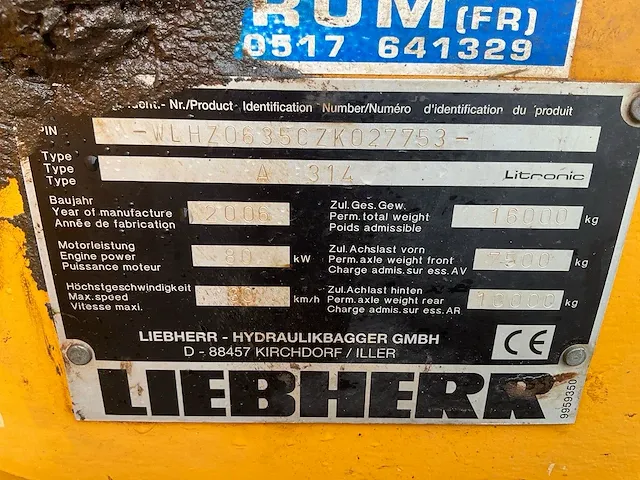 RUM (FR)
0517 641329
Ident.- Nr./Product Identification Number/Numéro d'identification du produit
PIN -WLHZ0635CZK027753-
Type
Type A 314 Litronic
Type
Baujahr
Year of manufacture 2006
Année de fabrication
Zul.Ges.Gew.
Perm.total weight 16000 kg
Poids admissible
Motorleistung
Engine power 80 kW
Puissance moteur
Zul.Achslast vorn
Perm.axle weight front 7500 kg
Charge admis.sur ess.AV
Höchstgeschwindigkeit
Max.speed km/h
Vitesse maxi.
Zul.Achslast hinten
Perm.axle weight rear 10000 kg
Charge admis.sur ess.AR
LIEBHERR - HYDRAULIKBAGGER GMBH
D - 88457 KIRCHDORF / ILLER
CE
LIEBHERR
9959350